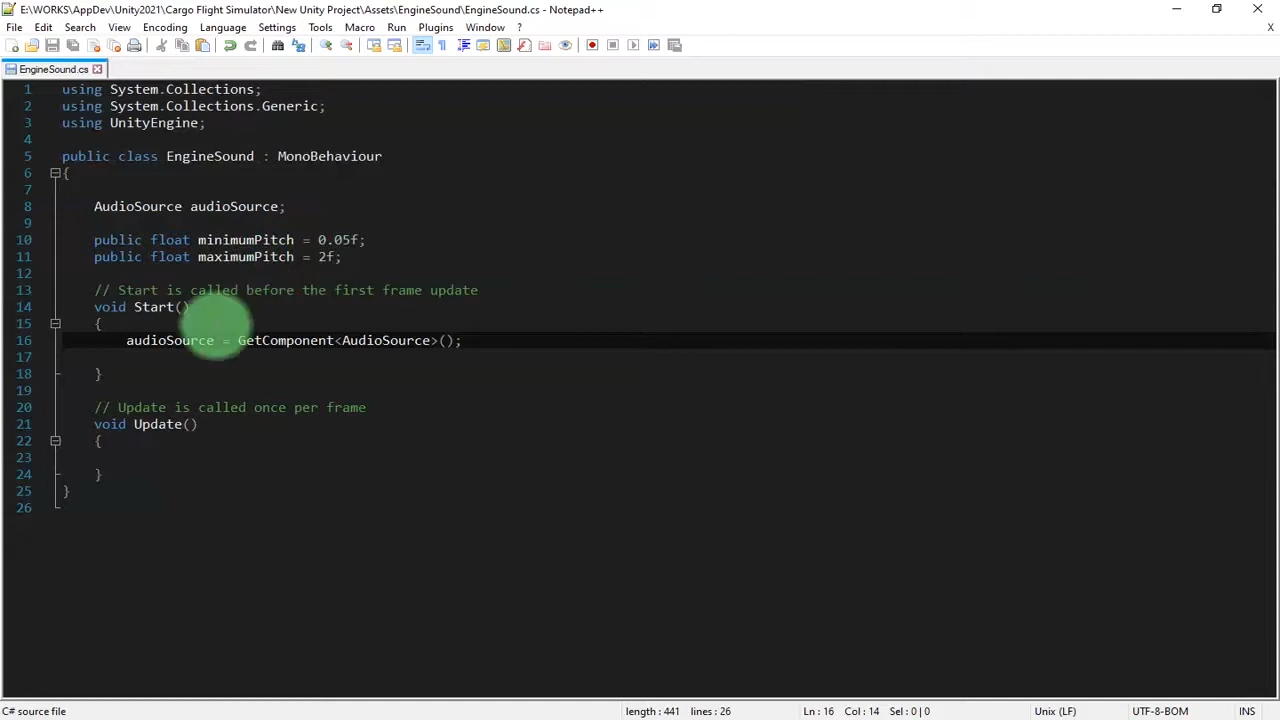 E:\WORKS\AppDev\Unity2021\Cargo Flight Simulator\New Unity Project\Assets\EngineSound\EngineSound.cs - Notepad++
File Edit Search View Encoding Language Settings Tools Macro Run Plugins Window ? X
EngineSound.cs
1 using System.Collections;
2 using System.Collections.Generic;
3 using UnityEngine;
4
5 public class EngineSound : MonoBehaviour
6 {
7
8 AudioSource audioSource;
9
10 public float minimumPitch = 0.05f;
11 public float maximumPitch = 2f;
12
13 // Start is called before the first frame update
14 void Start()
15 {
16 audioSource = GetComponent<AudioSource>();
17
18 }
19
20 // Update is called once per frame
21 void Update()
22 {
23
24 }
25 }
26
C# source file length : 441 lines : 26 Ln : 16 Col : 14 Sel : 0 | 0 Unix (LF) UTF-8-BOM INS